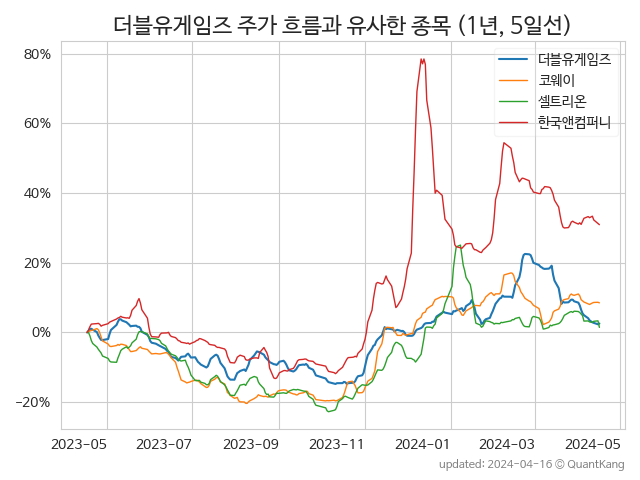 더블유게임즈 주가 흐름과 유사한 종목 (1년, 5일선)
더블유게임즈
코웨이
셀트리온
한국앤컴퍼니
80%
60%
40%
20%
0%
−20%
2023-05 2023-07 2023-09 2023-11 2024-01 2024-03 2024-05
updated: 2024-04-16 © QuantKang